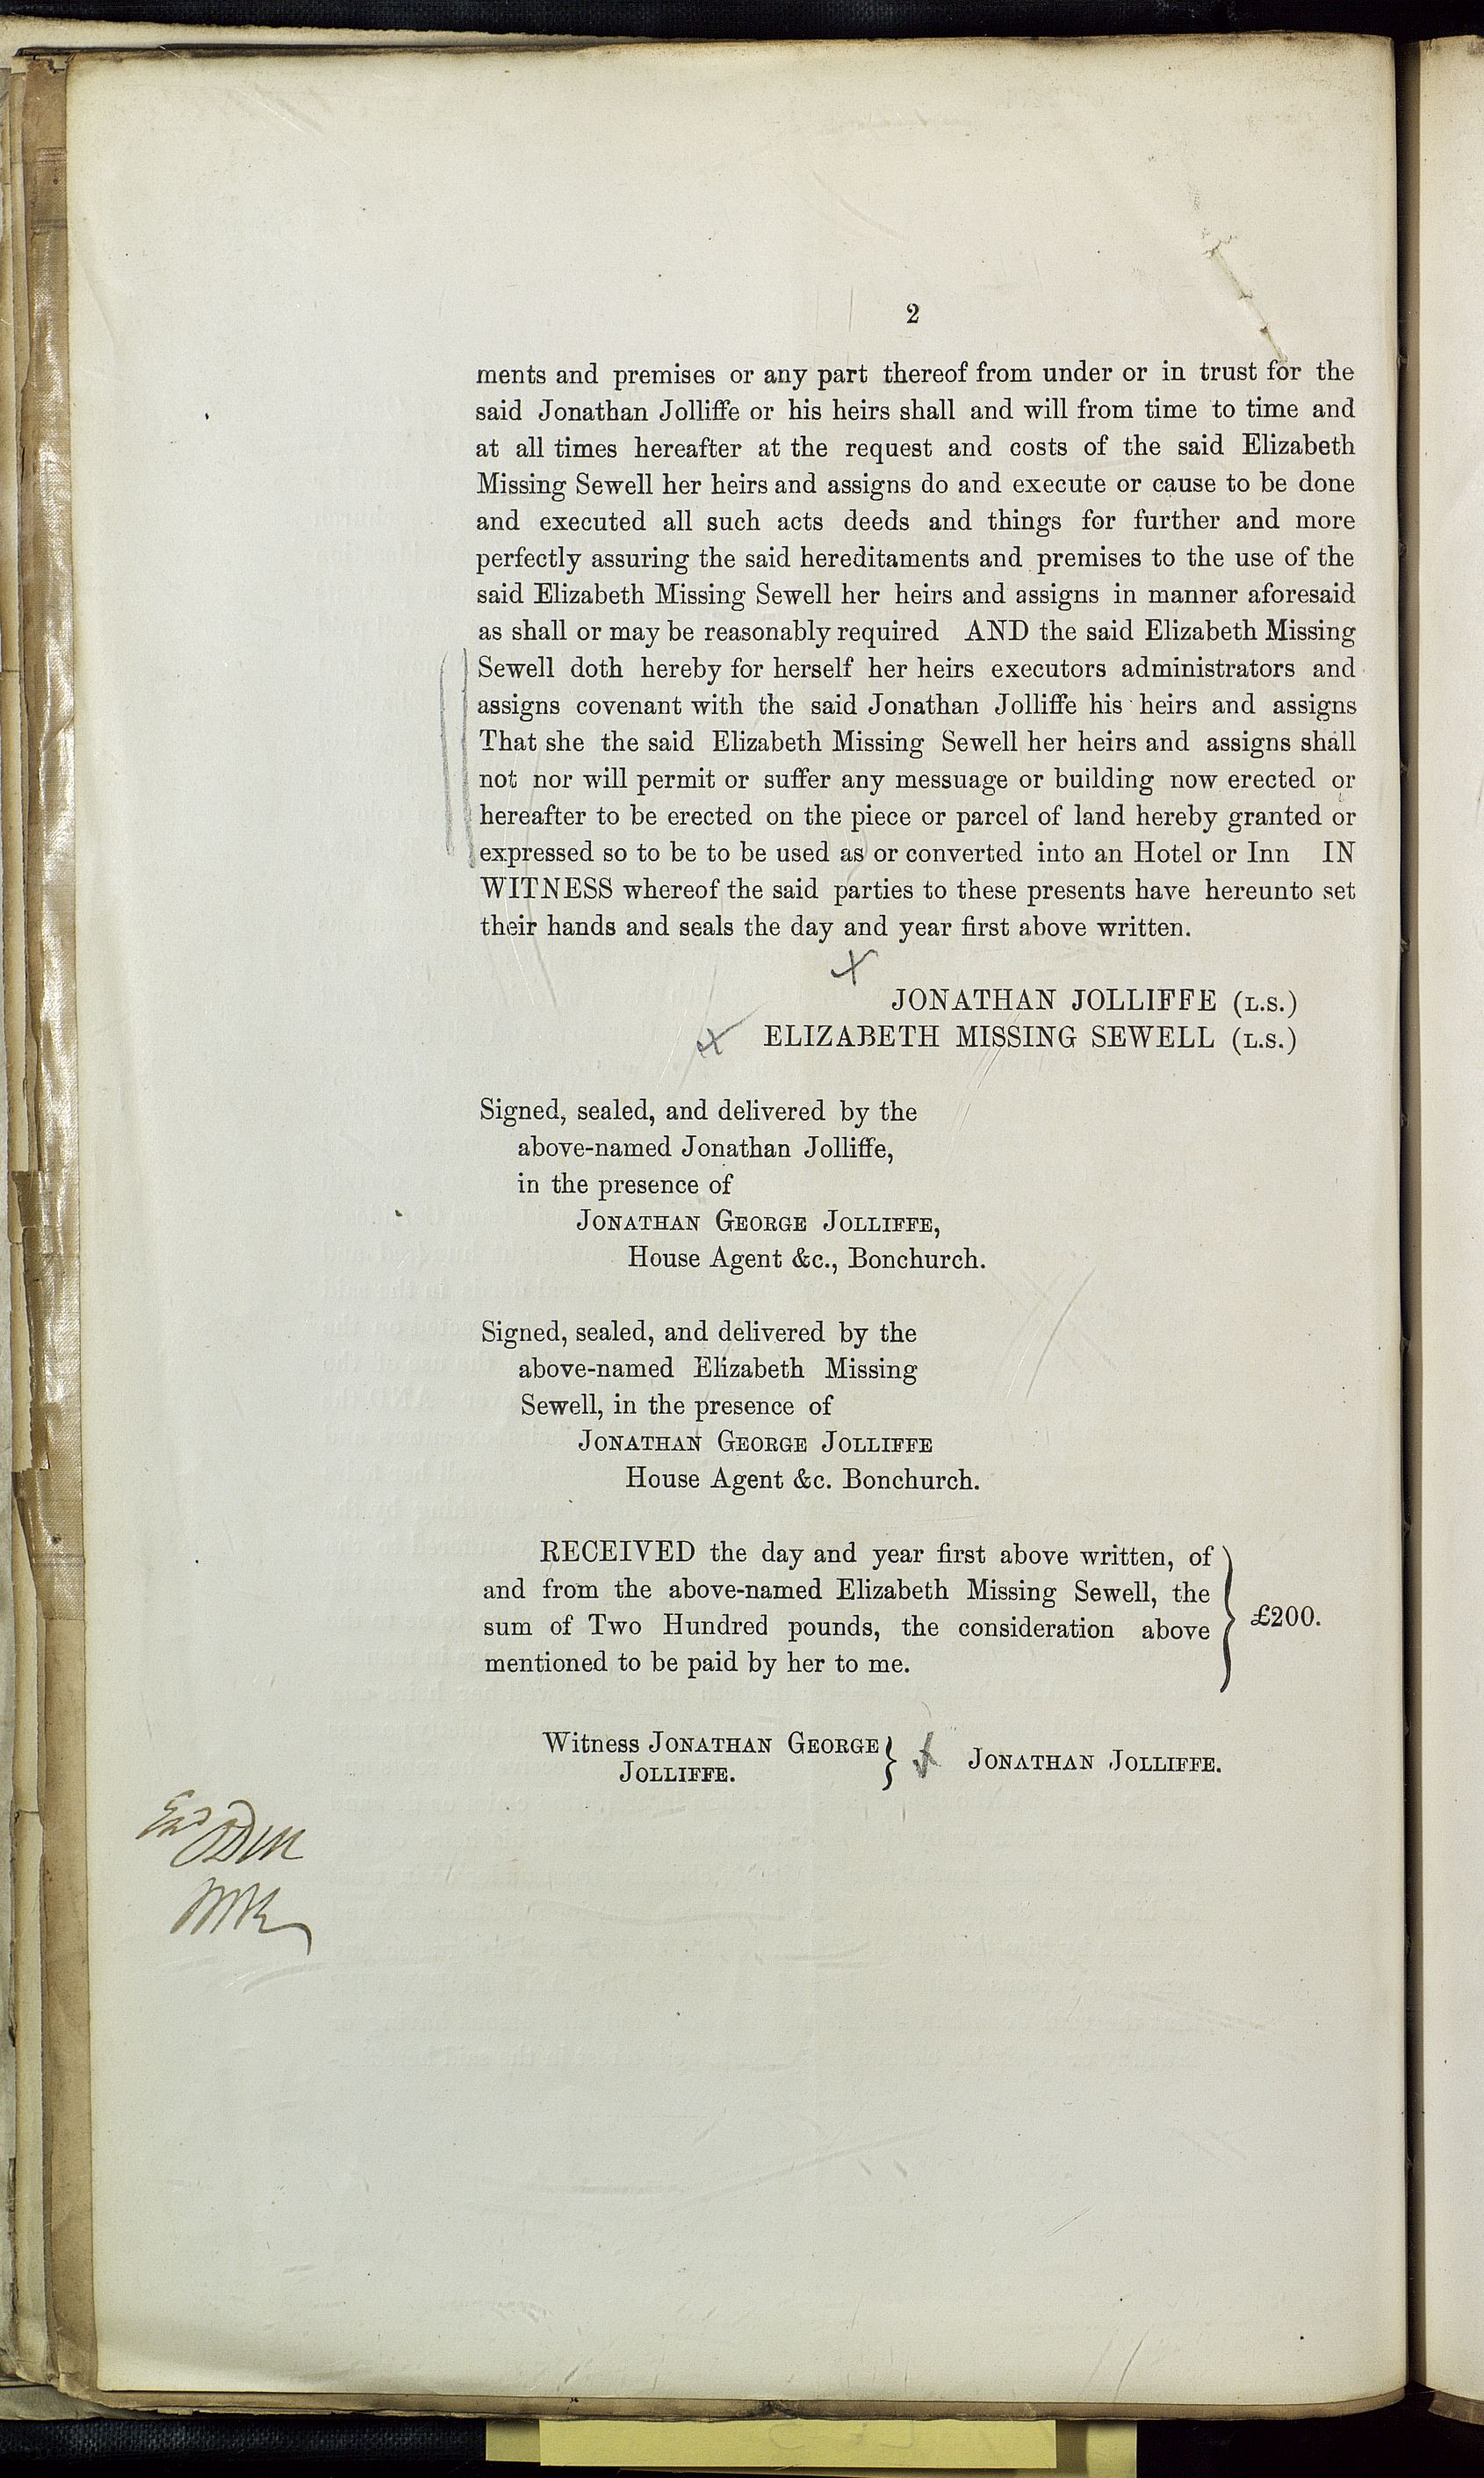 2
ments and premises or any part thereof from under or in trust for the
said Jonathan Jolliffe or his heirs shall and will from time to time and
at all times hereafter at the request and costs of the said Elizabeth
Missing Sewell her heirs and assigns do and execute or cause to be done
and executed all such acts deeds and things for further and more
perfectly assuring the said hereditaments and premises to the use of the
said Elizabeth Missing Sewell her heirs and assigns in manner aforesaid
as shall or may be reasonably required AND the said Elizabeth Missing
Sewell doth hereby for herself her heirs executors administrators and
assigns covenant with the said Jonathan Jolliffe his heirs and assigns
That she the said Elizabeth Missing Sewell her heirs and assigns shall
not nor will permit or suffer any messuage or building now erected or
hereafter to be erected on the piece or parcel of land hereby granted or
expressed so to be to be used as or converted into an Hotel or Inn IN
WITNESS whereof the said parties to these presents have hereunto set
their hands and seals the day and year first above written.
JONATHAN JOLLIFFE (L.S.)
ELIZABETH MISSING SEWELL (L.S.)
Signed, sealed, and delivered by the
above-named Jonathan Jolliffe,
in the presence of
JONATHAN GEORGE JOLLIFFE,
House Agent &c., Bonchurch.
Signed, sealed, and delivered by the
above-named Elizabeth Missing
Sewell, in the presence of
JONATHAN GEORGE JOLLIFFE
House Agent &c. Bonchurch.
RECEIVED the day and year first above written, of
and from the above-named Elizabeth Missing Sewell, the
sum of Two Hundred pounds, the consideration above
mentioned to be paid by her to me.
£200.
Witness JONATHAN GEORGE
JOLLIFFE.
JONATHAN JOLLIFFE.